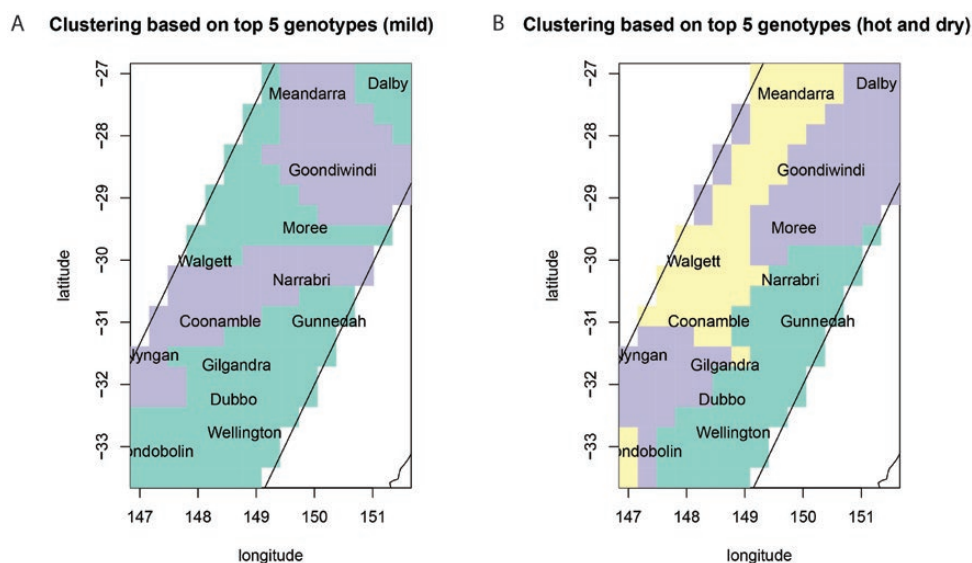 A Clustering based on top 5 genotypes (mild)
-27
-28
-29
-30
-31
-32
-33
latitude
Dalby
Meandarra
Goondiwindi
Moree
Walgett
Narrabri
Coonamble
Gunnedah
Nyngan
Gilgandra
Dubbo
Wellington
ondobolin
147 148 149 150 151
longitude
B Clustering based on top 5 genotypes (hot and dry)
-27
-28
-29
-30
-31
-32
-33
latitude
Dalby
Meandarra
Goondiwindi
Moree
Walgett
Narrabri
Coonamble
Gunnedah
Nyngan
Gilgandra
Dubbo
Wellington
ondobolin
147 148 149 150 151
longitude